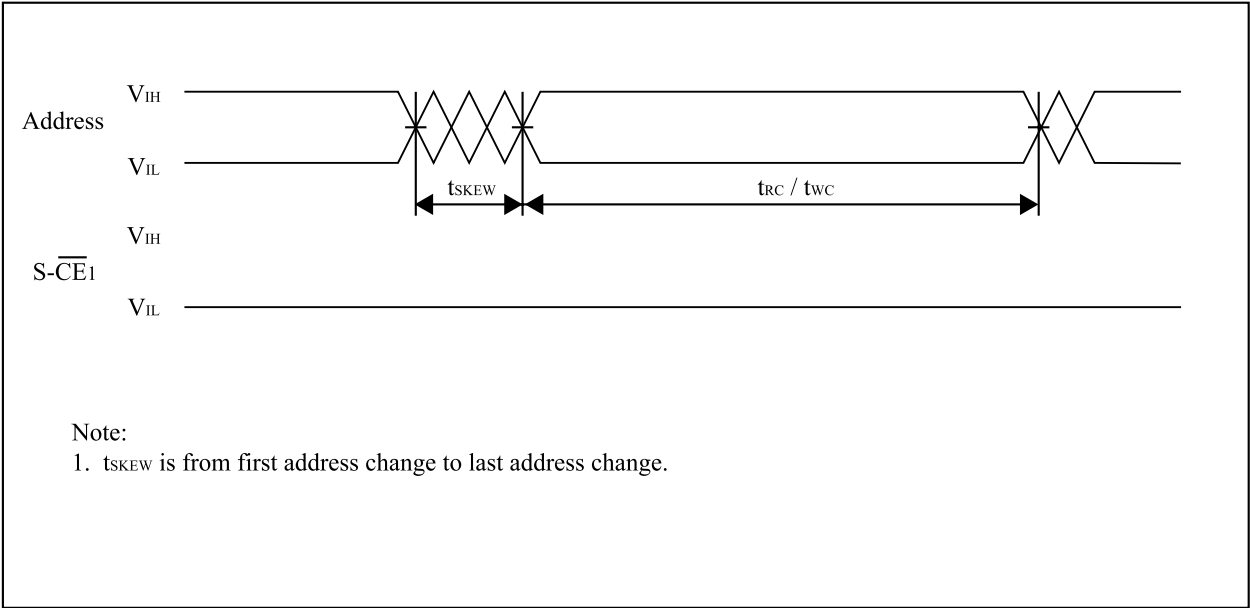 VIH
Address
VIL
tSKEW
tRC / tWC
VIH
S-C̅E̅1
VIL
Note:
1. tSKEW is from first address change to last address change.